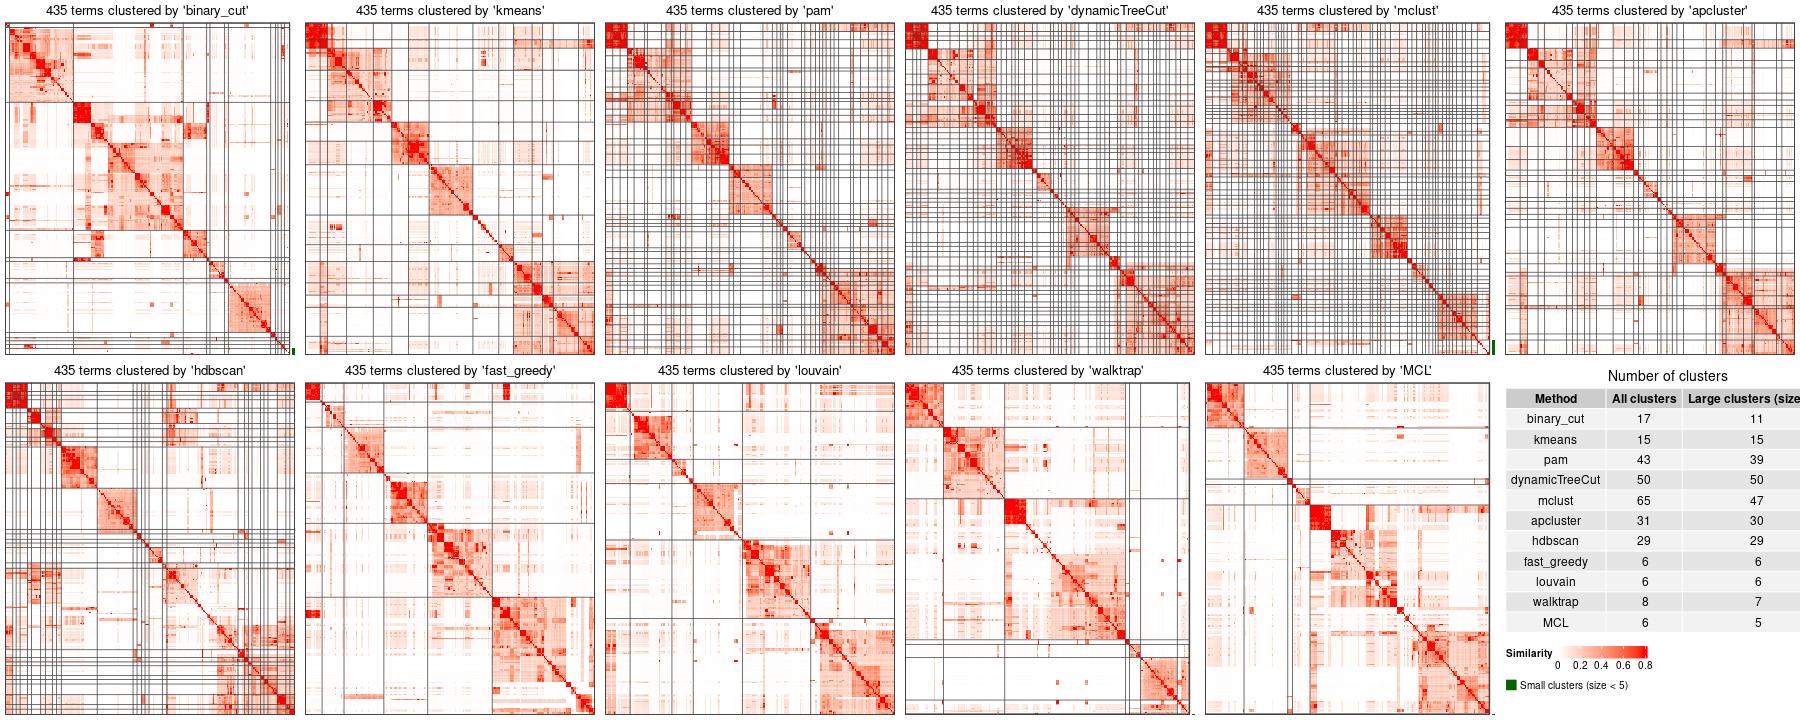 435 terms clustered by 'binary_cut'
435 terms clustered by 'kmeans'
435 terms clustered by 'pam'
435 terms clustered by 'dynamicTreeCut'
435 terms clustered by 'mclust'
435 terms clustered by 'apcluster'
435 terms clustered by 'hdbscan'
435 terms clustered by 'fast_greedy'
435 terms clustered by 'louvain'
435 terms clustered by 'walktrap'
435 terms clustered by 'MCL'
Number of clusters
Method All clusters Large clusters (size
binary_cut 17 11
kmeans 15 15
pam 43 39
dynamicTreeCut 50 50
mclust 65 47
apcluster 31 30
hdbscan 29 29
fast_greedy 6 6
louvain 6 6
walktrap 8 7
MCL 6 5
Similarity
0 0.2 0.4 0.6 0.8
Small clusters (size < 5)